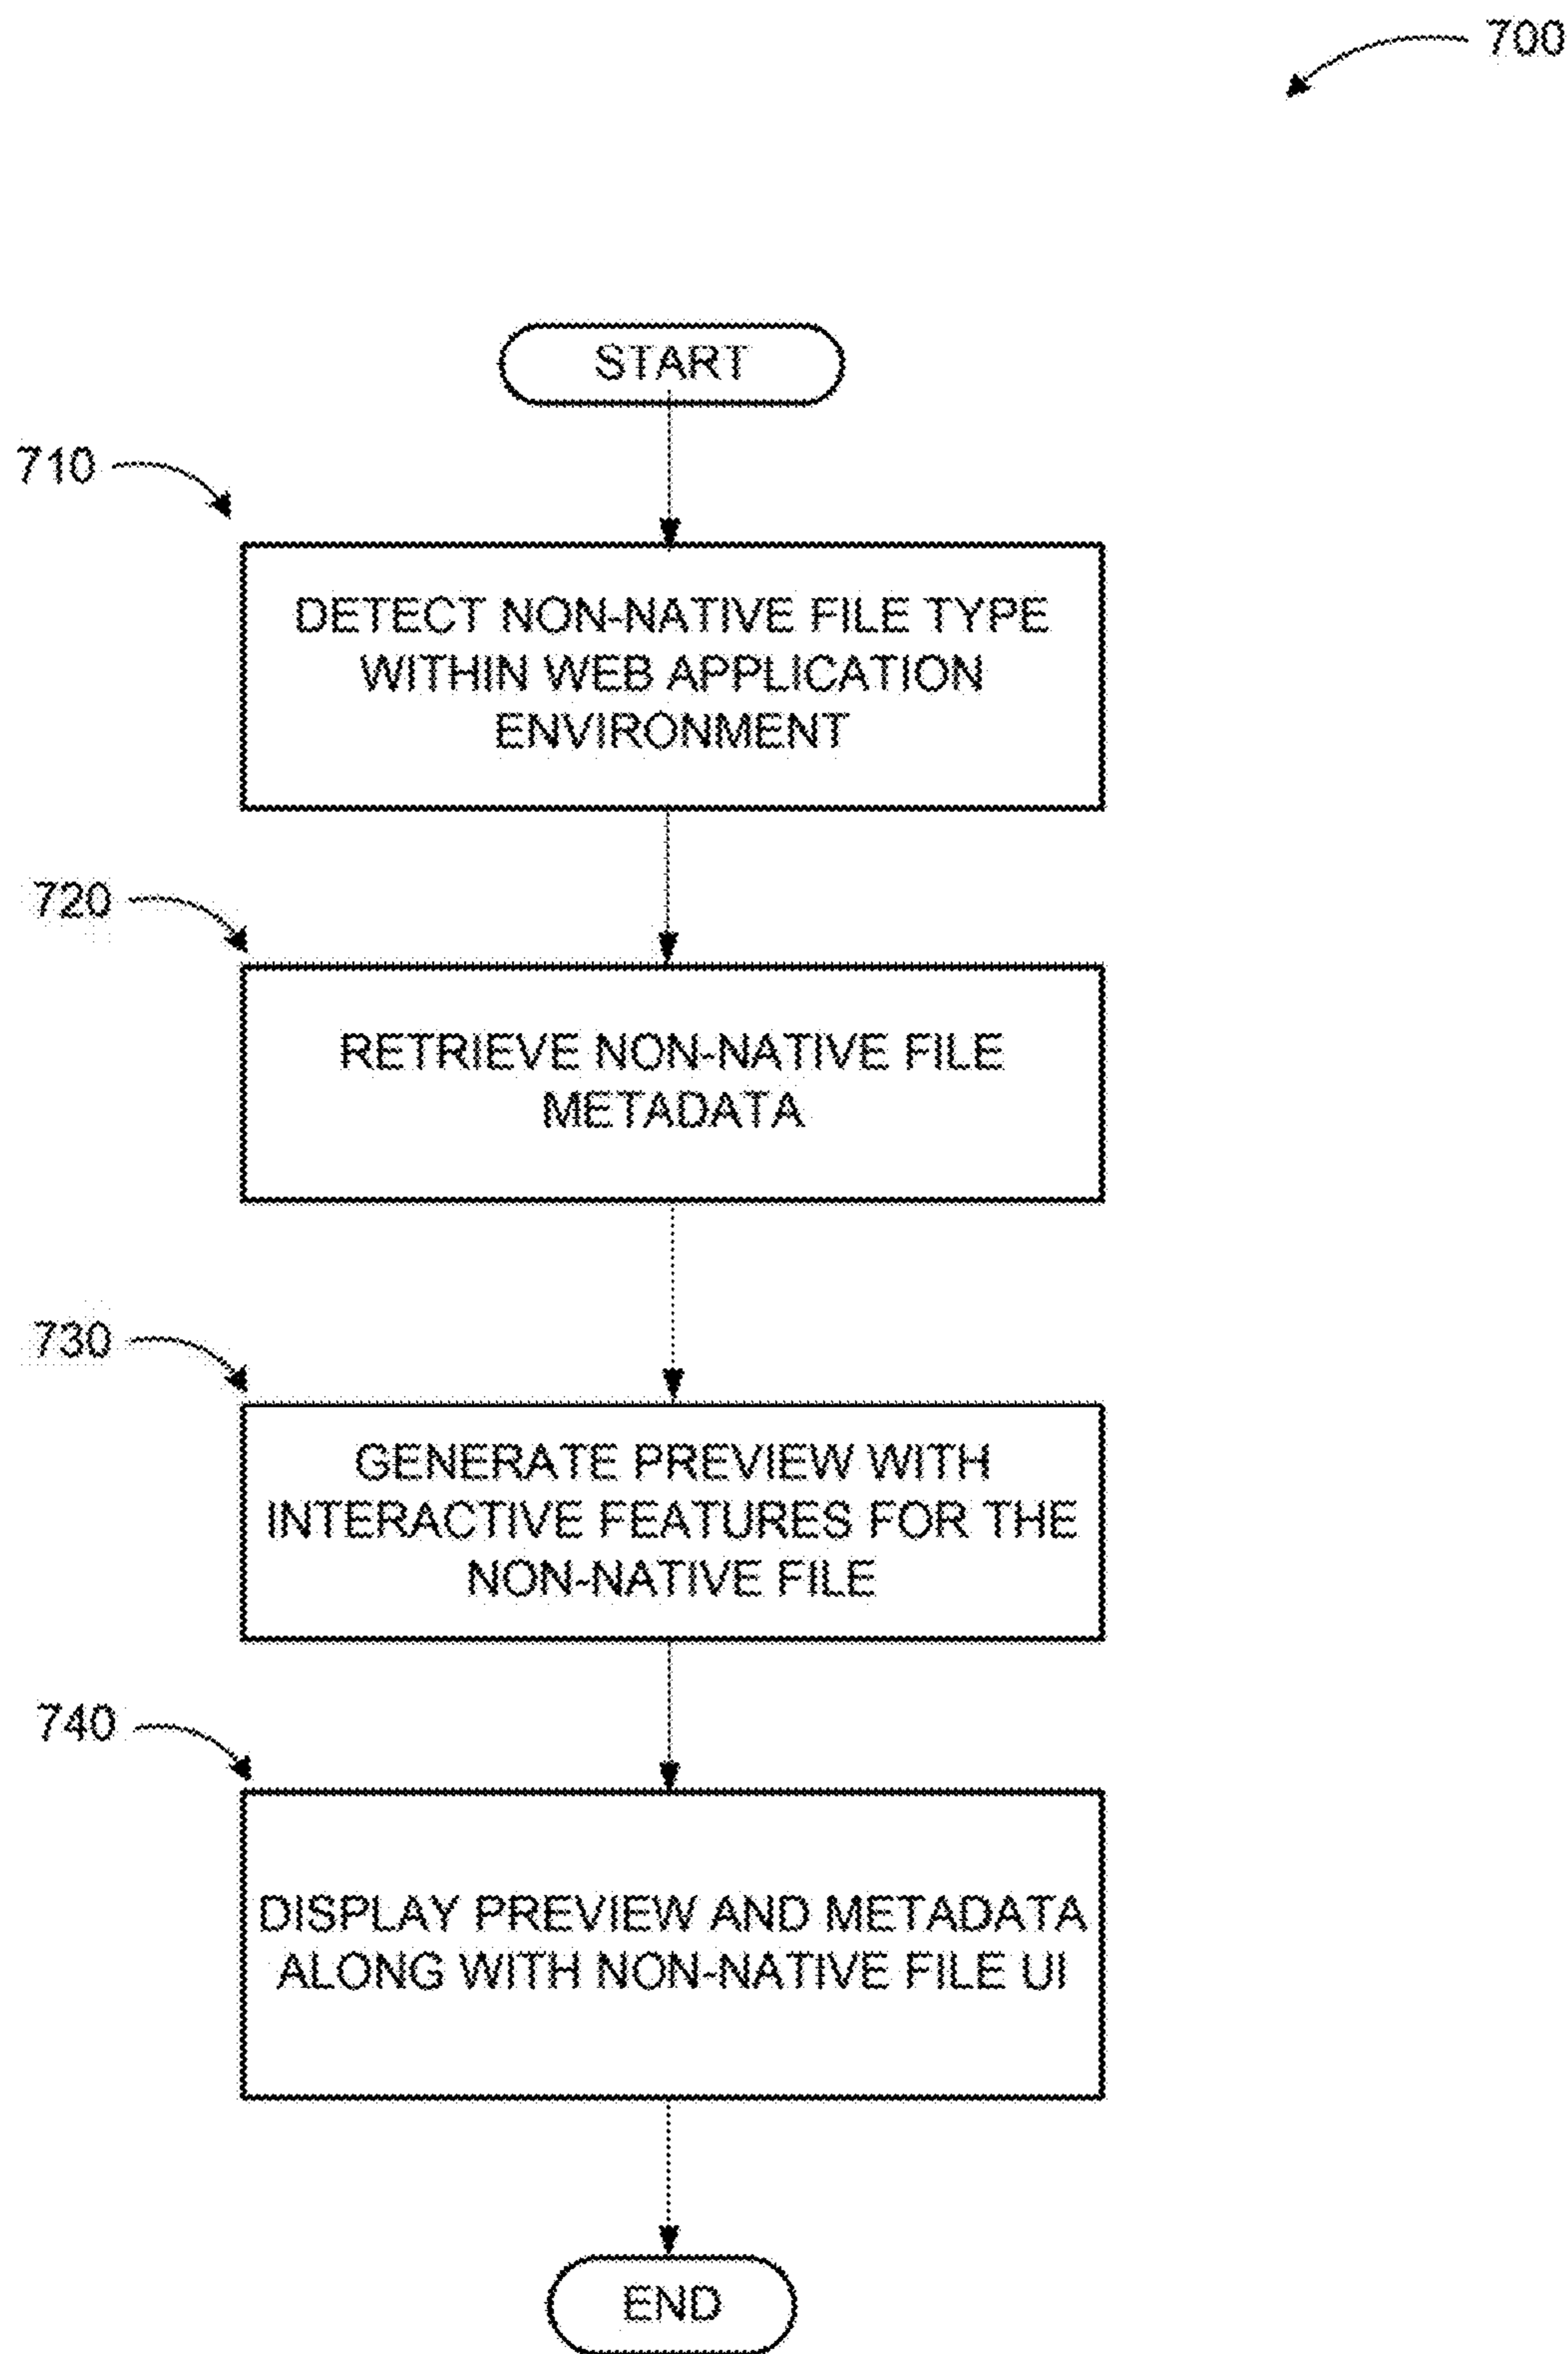 700
START
710
DETECT NON-NATIVE FILE TYPE
WITHIN WEB APPLICATION
ENVIRONMENT
720
RETRIEVE NON-NATIVE FILE
METADATA
730
GENERATE PREVIEW WITH
INTERACTIVE FEATURES FOR THE
NON-NATIVE FILE
740
DISPLAY PREVIEW AND METADATA
ALONG WITH NON-NATIVE FILE UI
END